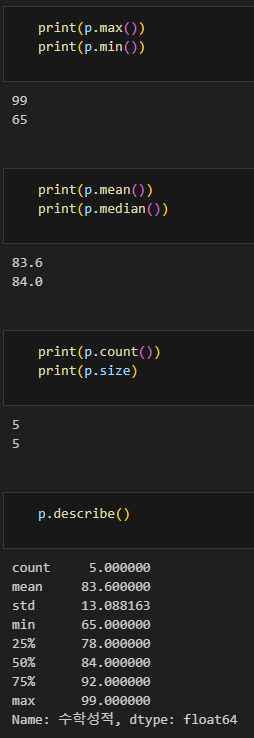 print(p.max())
print(p.min())
99
65
print(p.mean())
print(p.median())
83.6
84.0
print(p.count())
print(p.size)
5
5
p.describe()
count     5.000000
mean     83.600000
std      13.088163
min      65.000000
25%      78.000000
50%      84.000000
75%      92.000000
max      99.000000
Name: 수학성적, dtype: float64